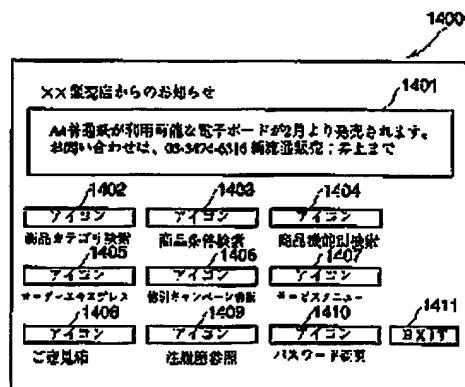 1400
××販売店からのお知らせ
1401
A4普通紙が利用可能な電子ボードが2月より発売されます。
お問い合わせは、03-3474-6316 流通販売：井上まで
1402 1403 1404
アイコン アイコン アイコン
商品カテゴリ検索 商品条件検索 商品機能別検索
1405 1406 1407
アイコン アイコン アイコン
オーダーエキスプレス 割引キャンペーン情報 サービスメニュー
1408 1409 1410 1411
アイコン アイコン アイコン EXIT
ご意見箱 注文履歴参照 パスワード変更